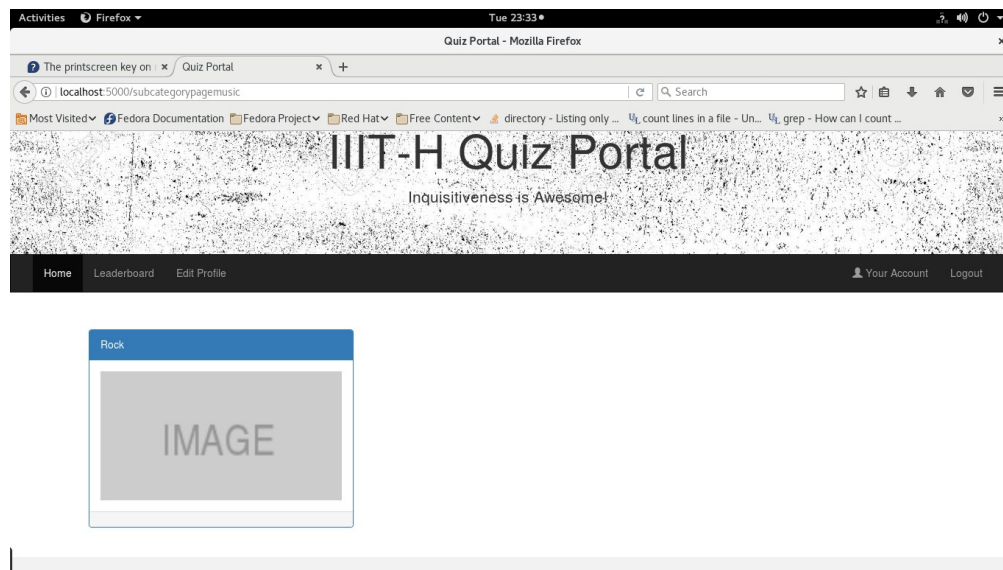 Activities Firefox Tue 23:33
Quiz Portal - Mozilla Firefox
The printscreen key on Quiz Portal
localhost:5000/subcategorypagemusic Search
Most Visited Fedora Documentation Fedora Project Red Hat Free Content directory - Listing only ... count lines in a file - Un... grep - How can I count ...
IIIT-H Quiz Portal
Inquisitiveness is Awesome!
Home Leaderboard Edit Profile Your Account Logout
Rock
IMAGE